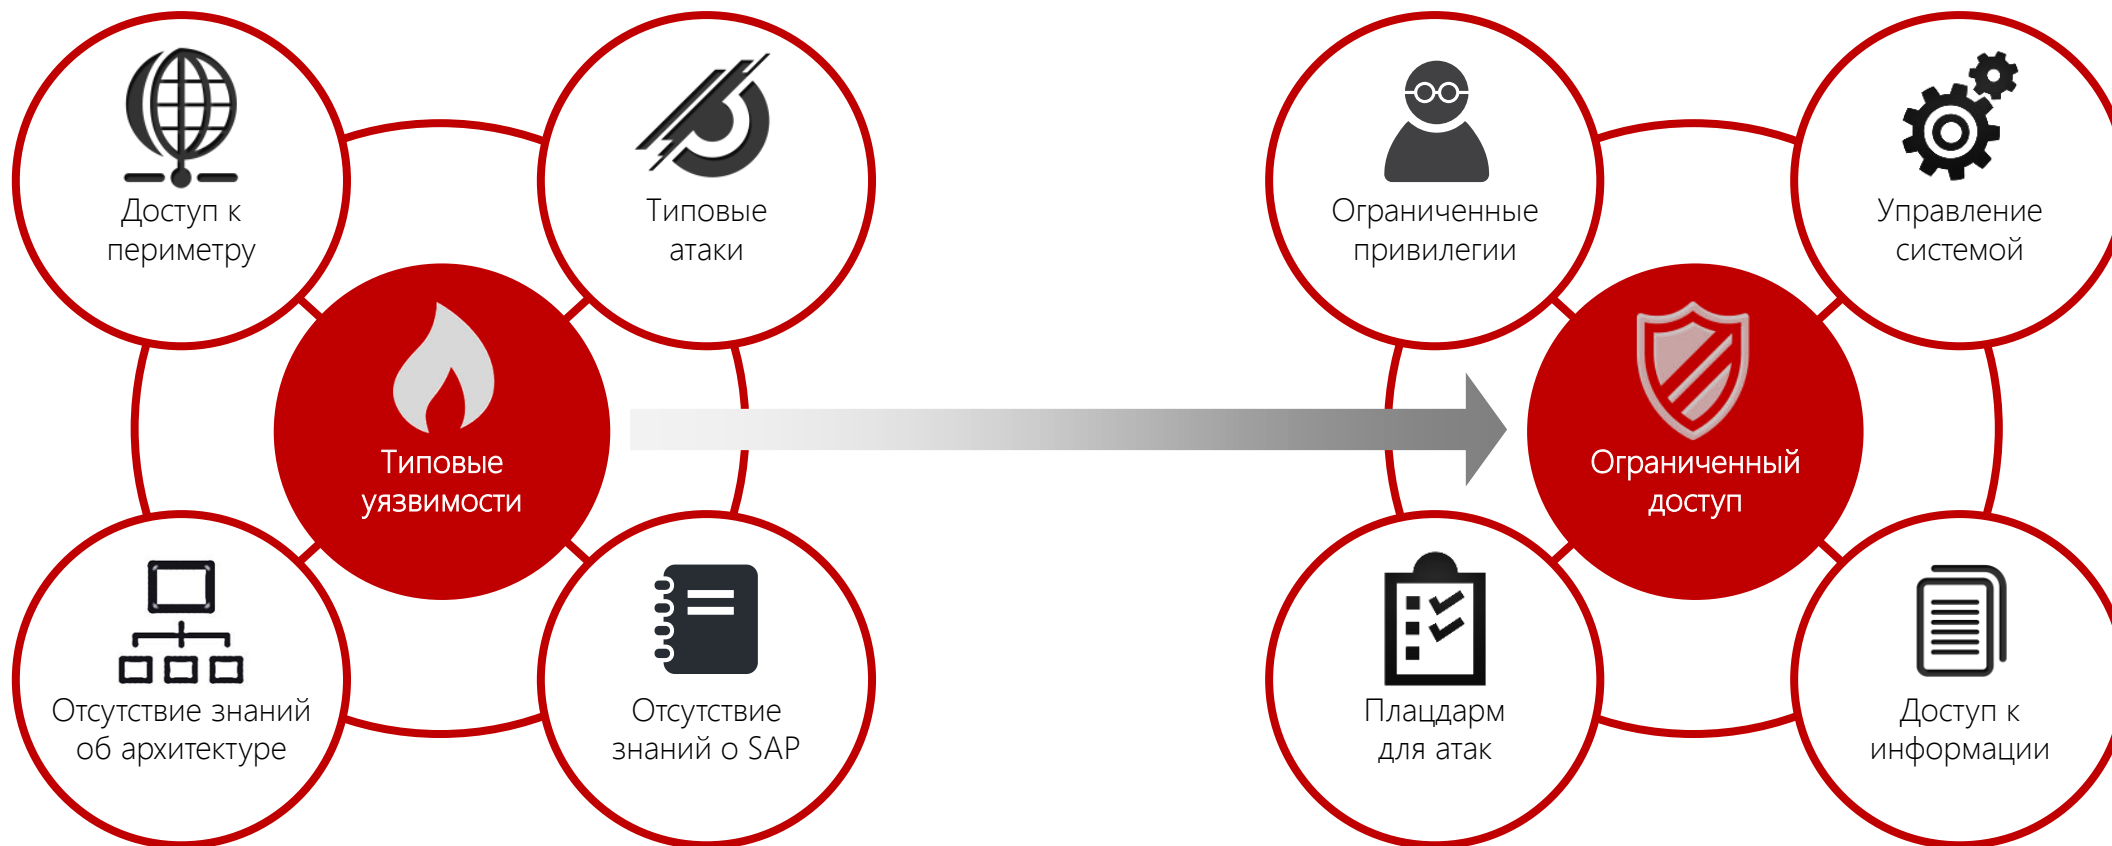 Доступ к
периметру
Типовые
атаки
Типовые
уязвимости
Отсутствие знаний
об архитектуре
Отсутствие
знаний о SAP
Ограниченные
привилегии
Управление
системой
Ограниченный
доступ
Плацдарм
для атак
Доступ к
информации